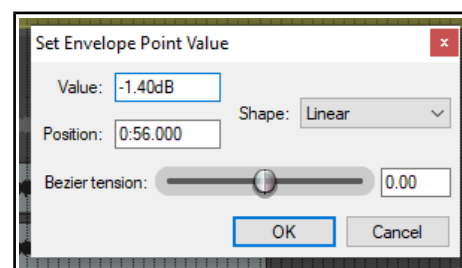 Set Envelope Point Value
x
Value: -1.40dB
Shape: Linear
Position: 0:56.000
Bezier tension: 0.00
OK Cancel